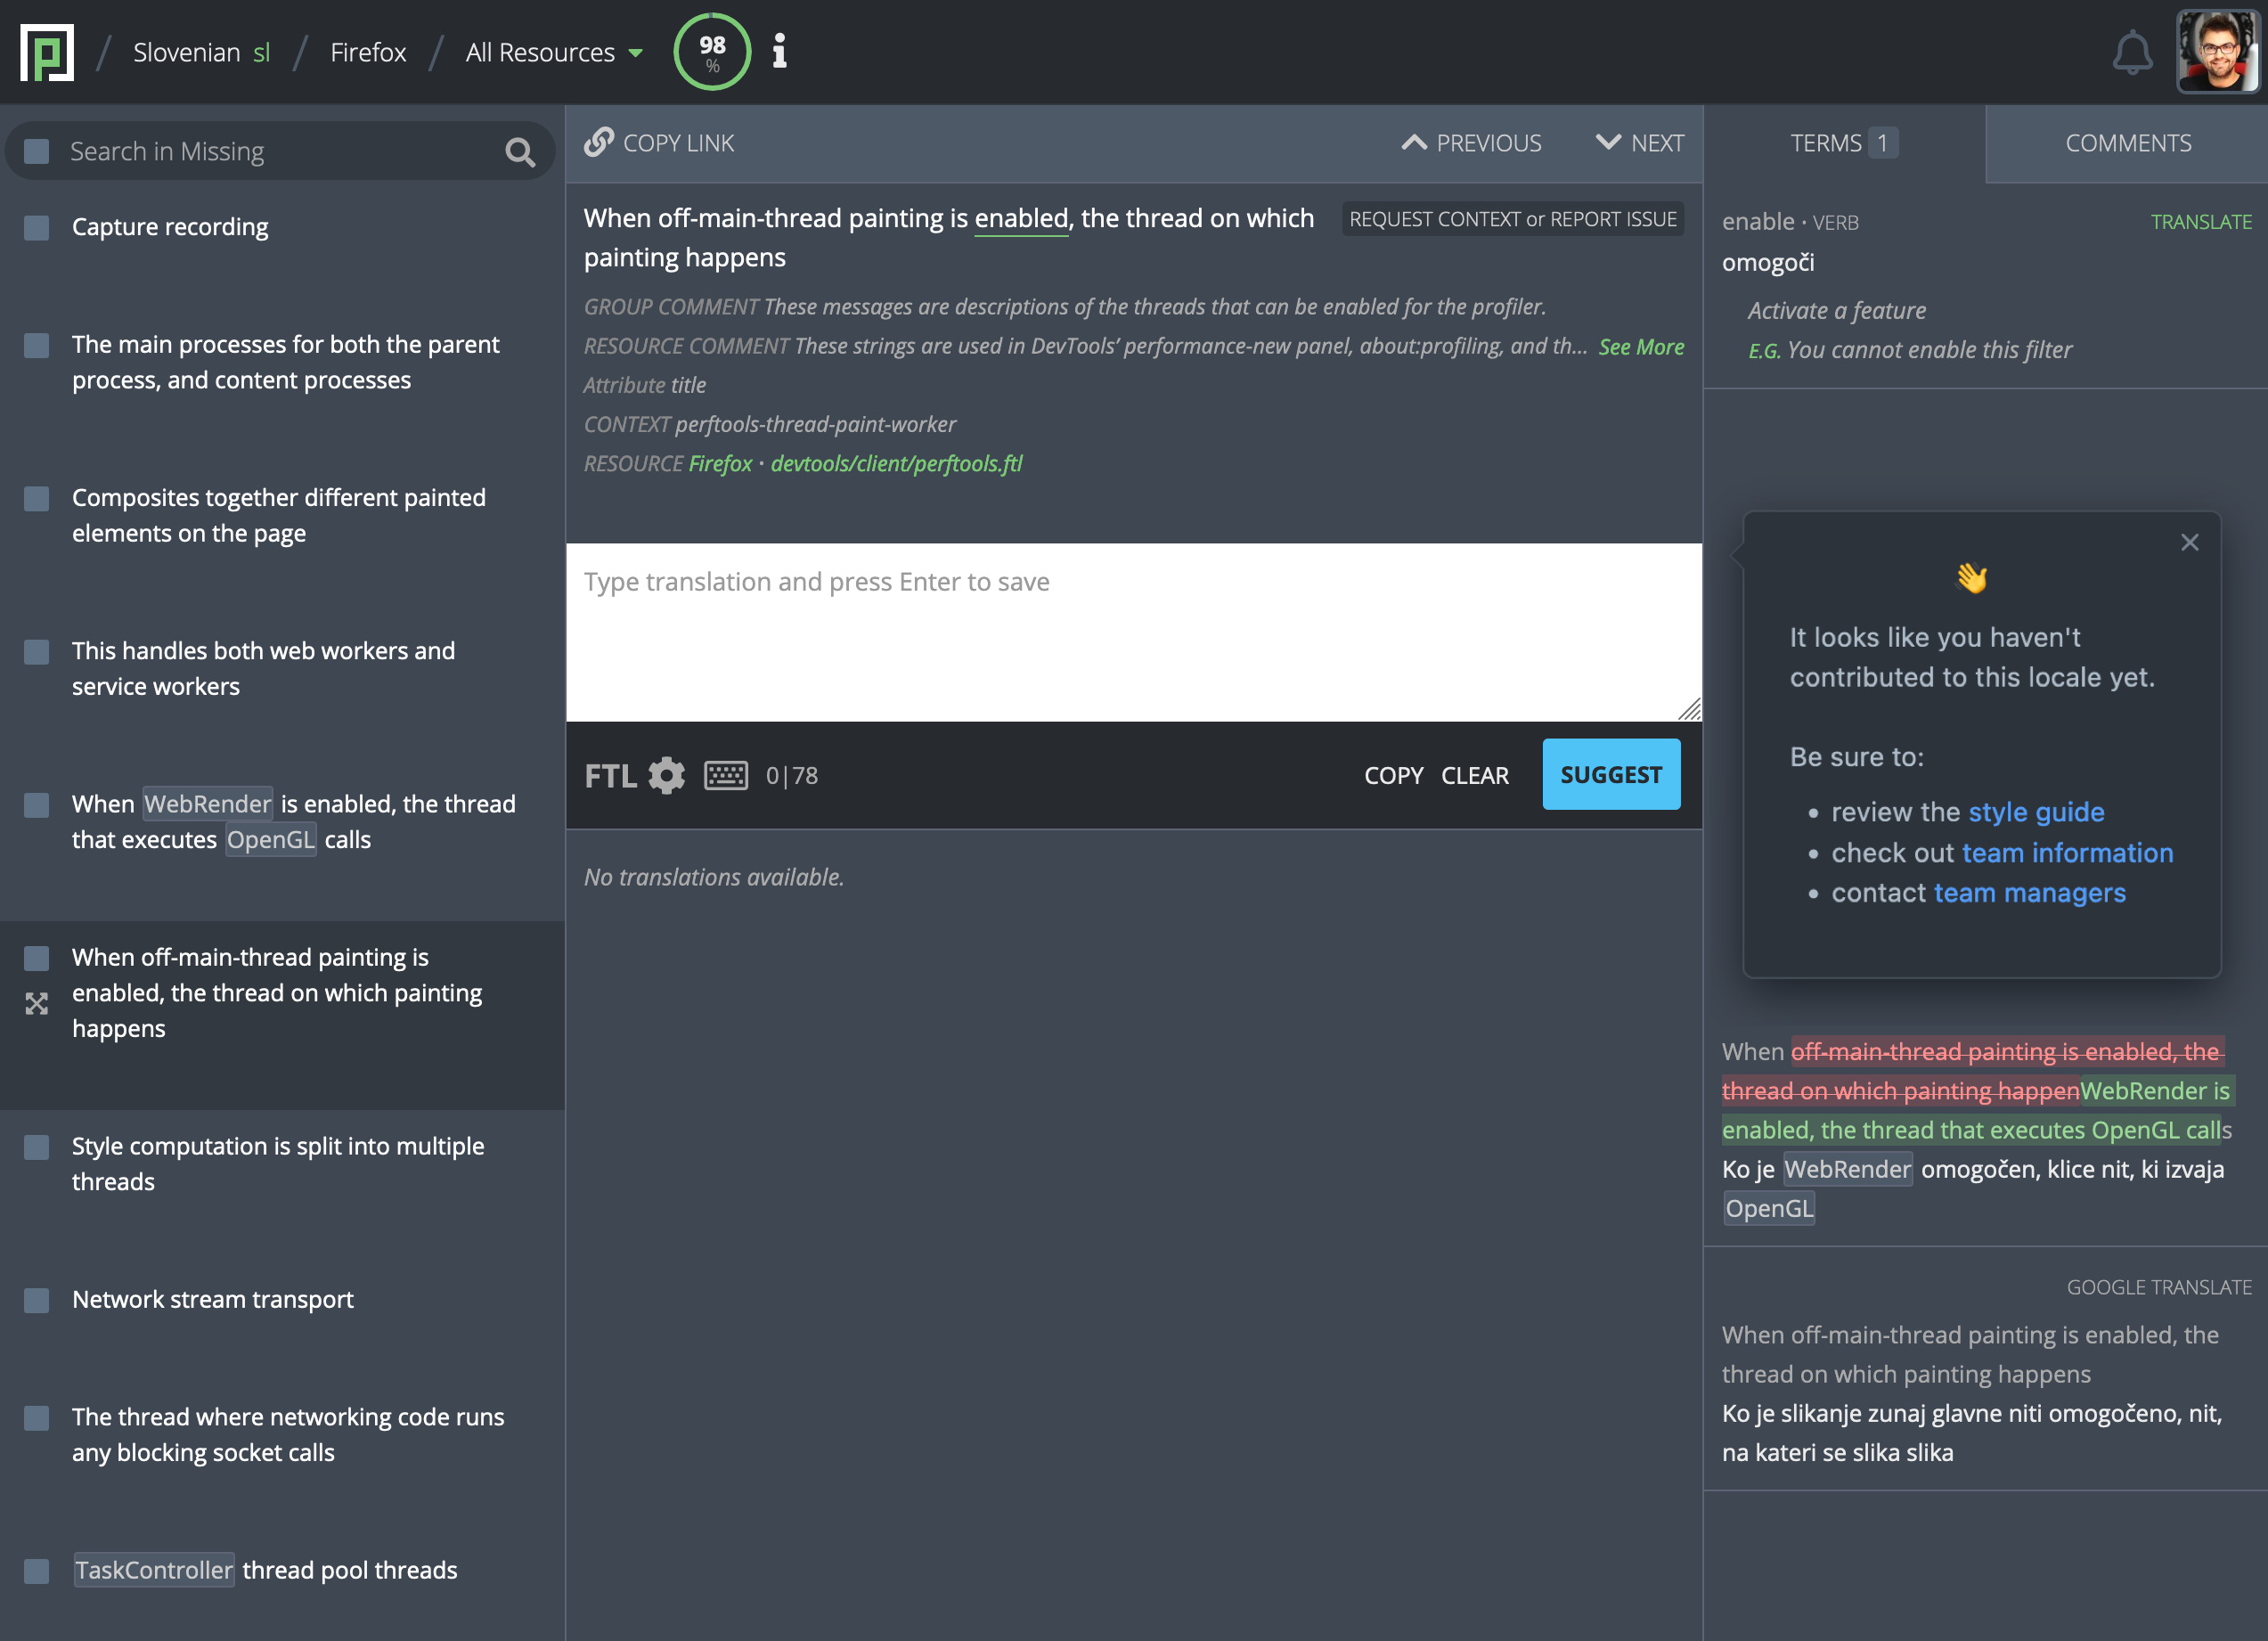 Slovenian sl
Firefox
All Resources
98
%
Search in Missing
Capture recording
The main processes for both the parent
process, and content processes
Composites together different painted
elements on the page
This handles both web workers and
service workers
When WebRender is enabled, the thread
that executes OpenGL calls
When off-main-thread painting is
enabled, the thread on which painting
happens
Style computation is split into multiple
threads
Network stream transport
The thread where networking code runs
any blocking socket calls
TaskController thread pool threads
COPY LINK
PREVIOUS
NEXT
When off-main-thread painting is enabled, the thread on which
painting happens
REQUEST CONTEXT or REPORT ISSUE
GROUP COMMENT These messages are descriptions of the threads that can be enabled for the profiler.
RESOURCE COMMENT These strings are used in DevTools’ performance-new panel, about:profiling, and th... See More
Attribute title
CONTEXT perftools-thread-paint-worker
RESOURCE Firefox • devtools/client/perftools.ftl
Type translation and press Enter to save
FTL
0|78
COPY
CLEAR
SUGGEST
No translations available.
TERMS 1
COMMENTS
enable • VERB
TRANSLATE
omogoči
Activate a feature
E.G. You cannot enable this filter
It looks like you haven't
contributed to this locale yet.
Be sure to:
• review the style guide
• check out team information
• contact team managers
When off-main-thread painting is enabled, the
thread on which painting happenWebRender is
enabled, the thread that executes OpenGL calls
Ko je WebRender omogočen, klice nit, ki izvaja
OpenGL
GOOGLE TRANSLATE
When off-main-thread painting is enabled, the
thread on which painting happens
Ko je slikanje zunaj glavne niti omogočeno, nit,
na kateri se slika slika